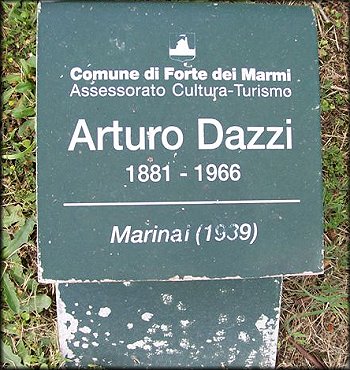 Comune di Forte dei Marmi
Assessorato Cultura-Turismo
Arturo Dazzi
1881 - 1966
Marinai (1939)